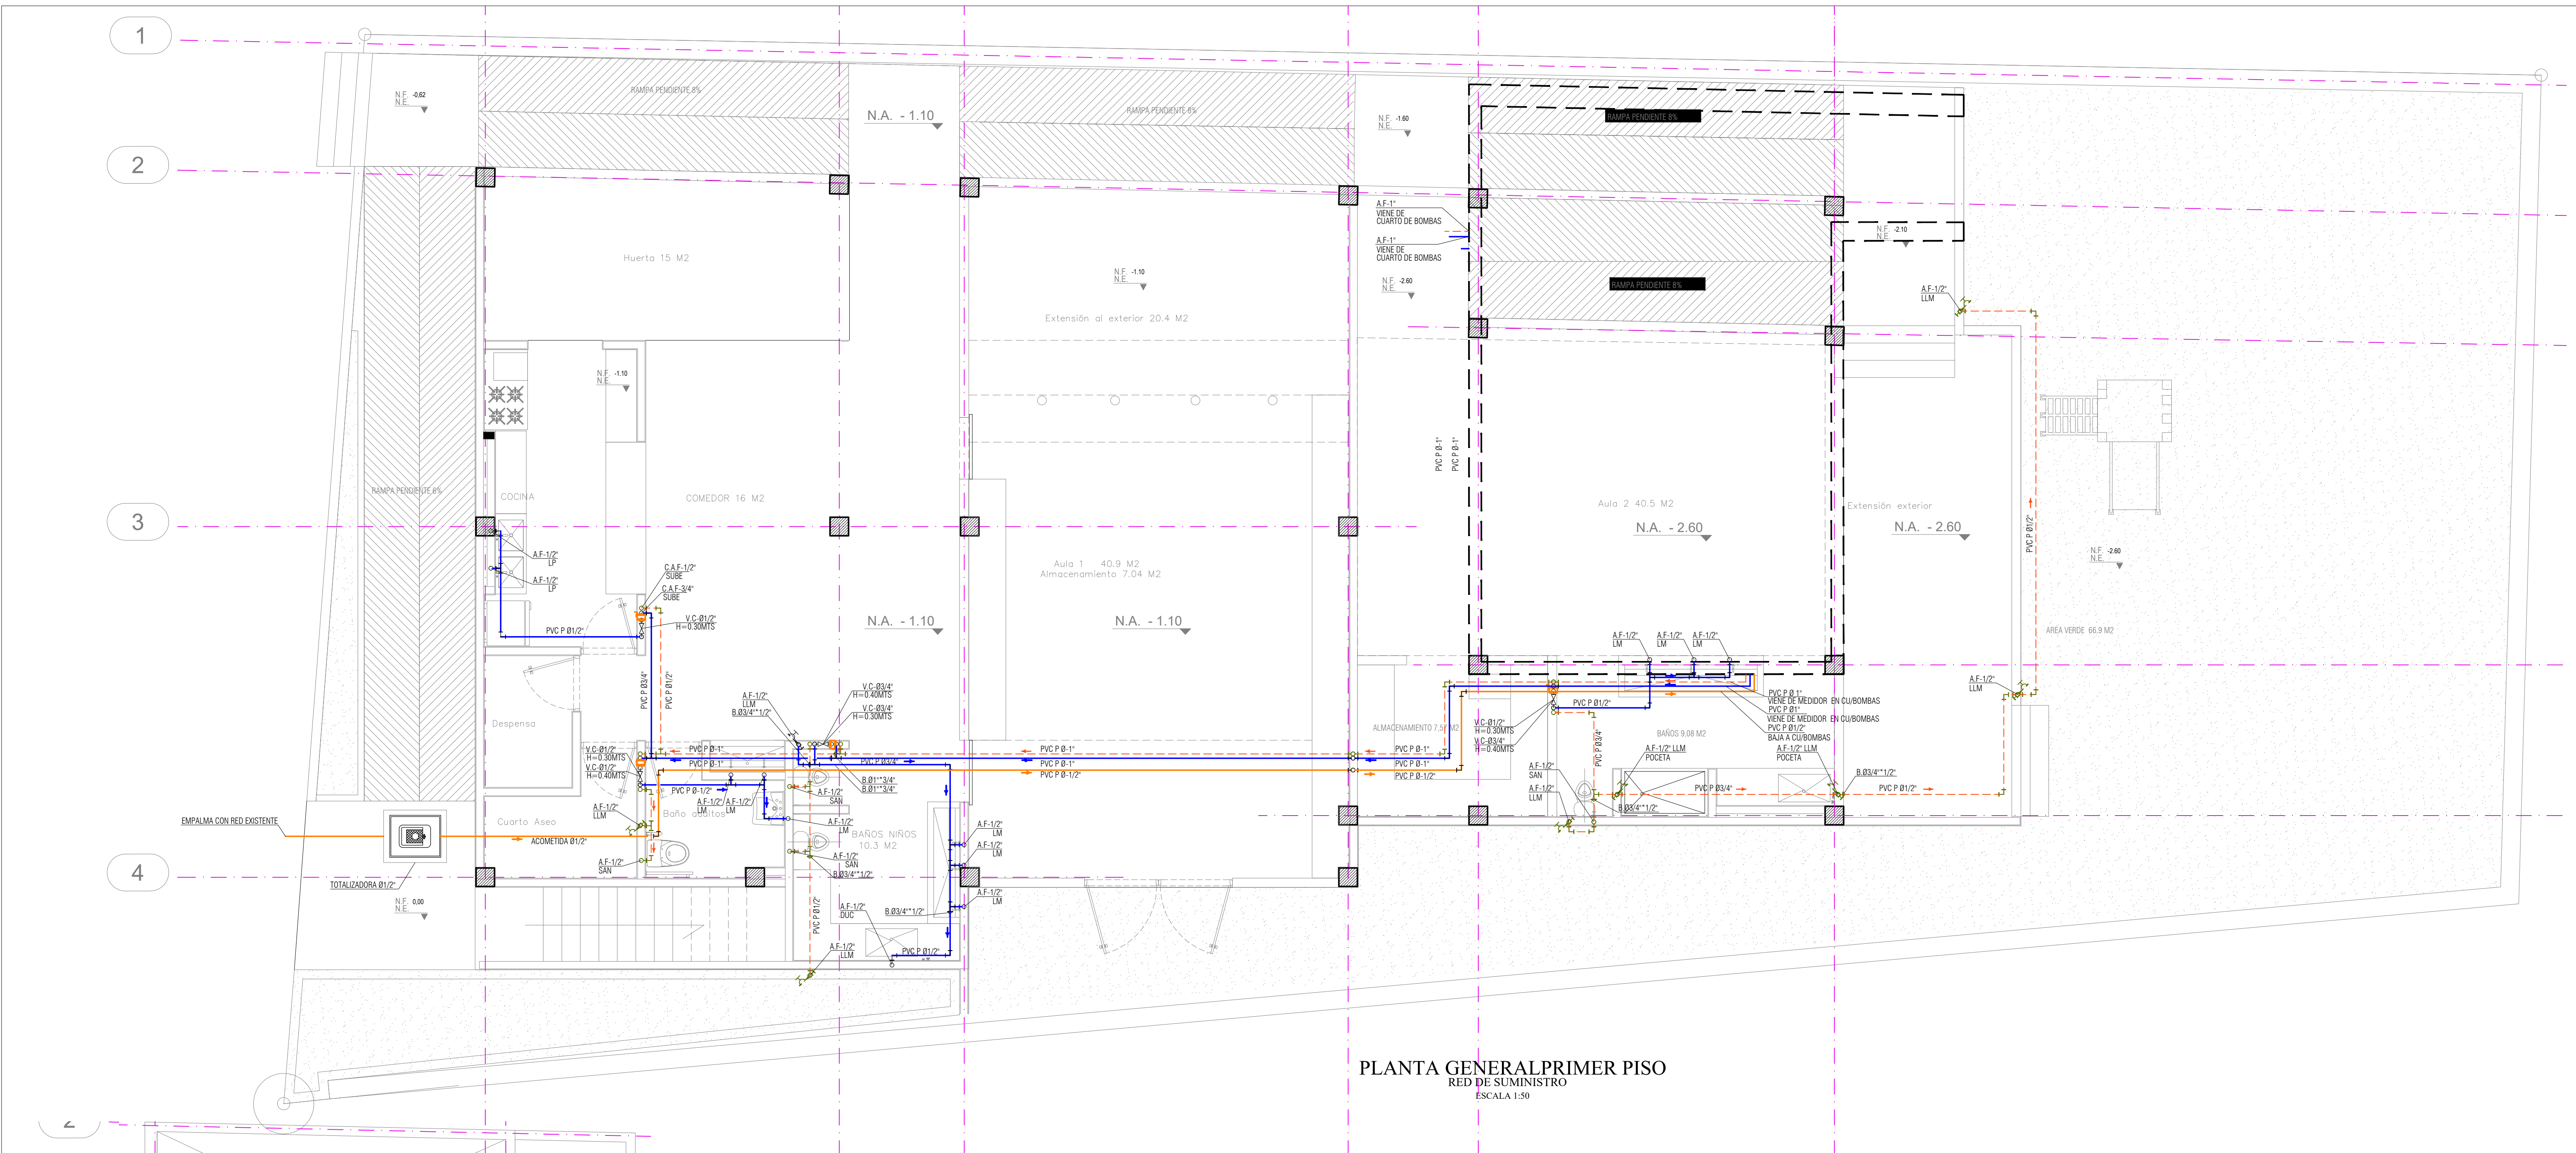 1
2
3
4
N.F. -0,62
N.E.
RAMPA PENDIENTE 8%
N.A. - 1.10
RAMPA PENDIENTE 8%
N.F. -1.60
N.E.
RAMPA PENDIENTE 8%
A.F-1"
VIENE DE
CUARTO DE BOMBAS
A.F-1"
VIENE DE
CUARTO DE BOMBAS
N.F. -2.10
N.E.
Huerta 15 M2
N.F. -1.10
N.E.
N.F. -2.60
N.E.
RAMPA PENDIENTE 8%
A.F-1/2"
LLM
Extensión al exterior 20.4 M2
N.F. -1.10
N.E.
RAMPA PENDIENTE 8%
COCINA
COMEDOR 16 M2
PVC P Ø-1"
PVC P Ø-1"
Aula 2 40.5 M2
N.A. - 2.60
Extensión exterior
N.A. - 2.60
PVC P Ø1/2"
N.F. -2.60
N.E.
A.F-1/2"
LP
A.F-1/2"
LP
C.A.F-1/2"
SUBE
C.A.F-3/4"
SUBE
V.C-Ø1/2"
H=0.30MTS
PVC P Ø1/2"
Aula 1 40.9 M2
Almacenamiento 7.04 M2
N.A. - 1.10
N.A. - 1.10
AREA VERDE 66.9 M2
A.F-1/2"
LM
A.F-1/2"
LM
A.F-1/2"
LM
A.F-1/2"
LLM
PVC P Ø3/4"
PVC P Ø1/2"
A.F-1/2"
LLM
B.Ø3/4"*1/2"
V.C-Ø3/4"
H=0.40MTS
V.C-Ø3/4"
H=0.30MTS
PVC P Ø 1"
VIENE DE MEDIDOR EN CU/BOMBAS
PVC P Ø1"
VIENE DE MEDIDOR EN CU/BOMBAS
PVC P Ø1/2"
BAJA A CU/BOMBAS
PVC P Ø1/2"
Despensa
ALMACENAMIENTO 7,5
M2
V.C-Ø1/2"
H=0.30MTS
V.C-Ø3/4"
H=0.40MTS
BAÑOS 9,08 M2
V.C-Ø1/2"
H=0.30MTS
V.C-Ø1/2"
H=0.40MTS
PVC P Ø-1"
PVC P Ø-1"
PVC P Ø3/4"
PVC P Ø-1"
PVC P Ø-1"
PVC P Ø-1/2"
PVC P Ø-1"
PVC P Ø-1"
PVC P Ø-1/2"
PVC P Ø3/4"
A.F-1/2" LLM
POCETA
A.F-1/2" LLM
POCETA
B.Ø3/4"*1/2"
B.Ø1"*3/4"
B.Ø1"*3/4"
PVC P Ø-1/2"
A.F-1/2"
LM
A.F-1/2"
LM
A.F-1/2"
SAN
A.F-1/2"
SAN
A.F-1/2"
LLM
PVC P Ø3/4"
PVC P Ø1/2"
B.Ø3/4"*1/2"
A.F-1/2"
LLM
Baño adultos
Cuarto Aseo
EMPALMA CON RED EXISTENTE
ACOMETIDA Ø1/2"
A.F-1/2"
LM
BAÑOS NIÑOS
10.3 M2
A.F-1/2"
LM
A.F-1/2"
LM
A.F-1/2"
SAN
A.F-1/2"
SAN
B.Ø3/4"*1/2"
TOTALIZADORA Ø1/2"
N.F. 0,00
N.E.
A.F-1/2"
LM
PVC P Ø1/2"
A.F-1/2"
DUC
B.Ø3/4"*1/2"
A.F-1/2"
LLM
PVC P Ø1/2"
PLANTA GENERALPRIMER PISO
RED DE SUMINISTRO
ESCALA 1:50